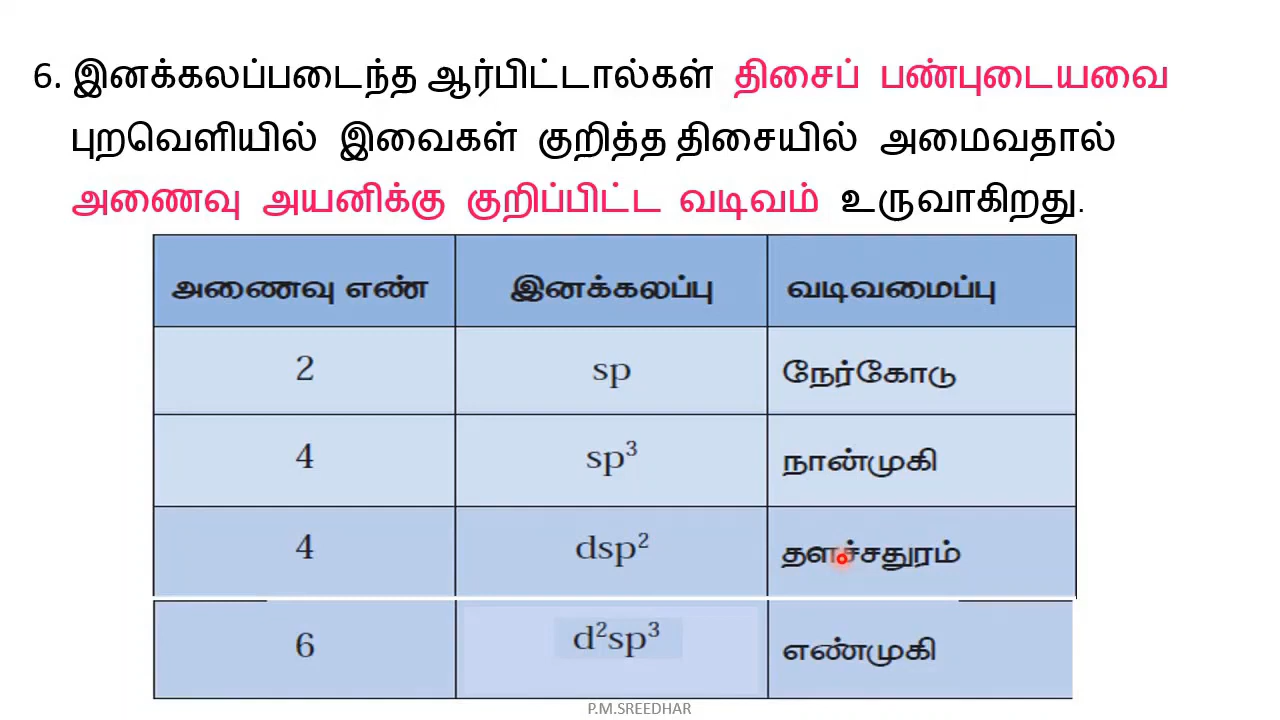 6. இனக்கலப்படைந்த ஆர்பிட்டால்கள் திசைப் பண்புடையவை
புறவெளியில் இவைகள் குறித்த திசையில் அமைவதால்
அணைவு அயனிக்கு குறிப்பிட்ட வடிவம் உருவாகிறது.
அணைவு எண் இனக்கலப்பு வடிவமைப்பு
2 sp நேர்கோடு
4 sp³ நான்முகி
4 dsp² தளச்சதுரம்
6 d²sp³ எண்முகி
P.M.SREEDHAR